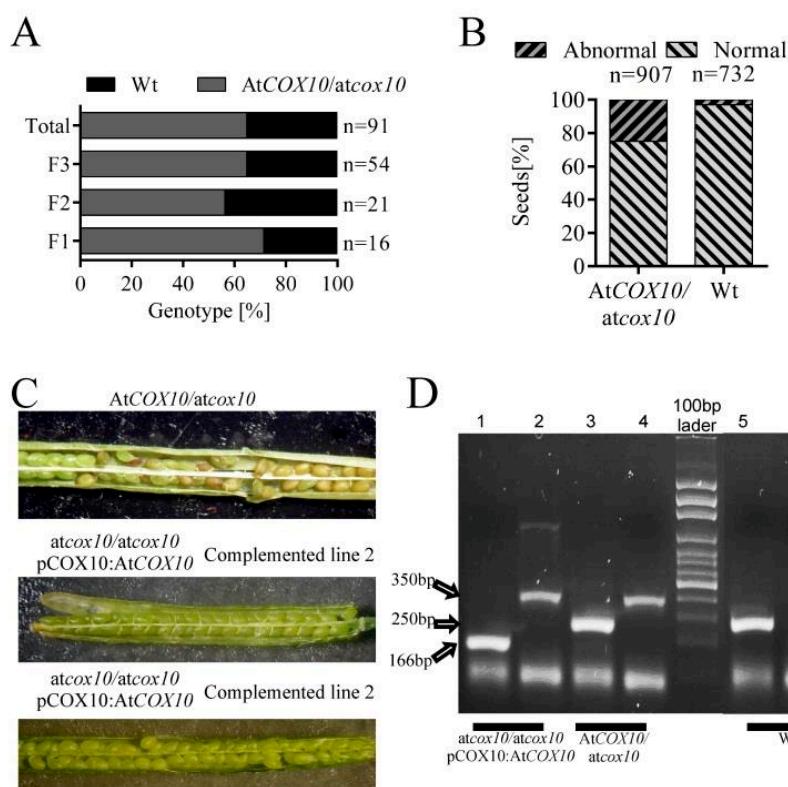 A
Wt AtCOX10/atcox10
Total n=91
F3 n=54
F2 n=21
F1 n=16
0 20 40 60 80 100
Genotype [%]
B
Abnormal Normal
n=907 n=732
100
80
60
40
20
0
Seeds[%]
AtCOX10/ Wt
atcox10
C
AtCOX10/atcox10
atcox10/atcox10
pCOX10:AtCOX10 Complemented line 2
atcox10/atcox10
pCOX10:AtCOX10 Complemented line 2
D
1 2 3 4 100bp lader 5
350bp
250bp
166bp
atcox10/atcox10
pCOX10:AtCOX10
AtCOX10/
atcox10
W